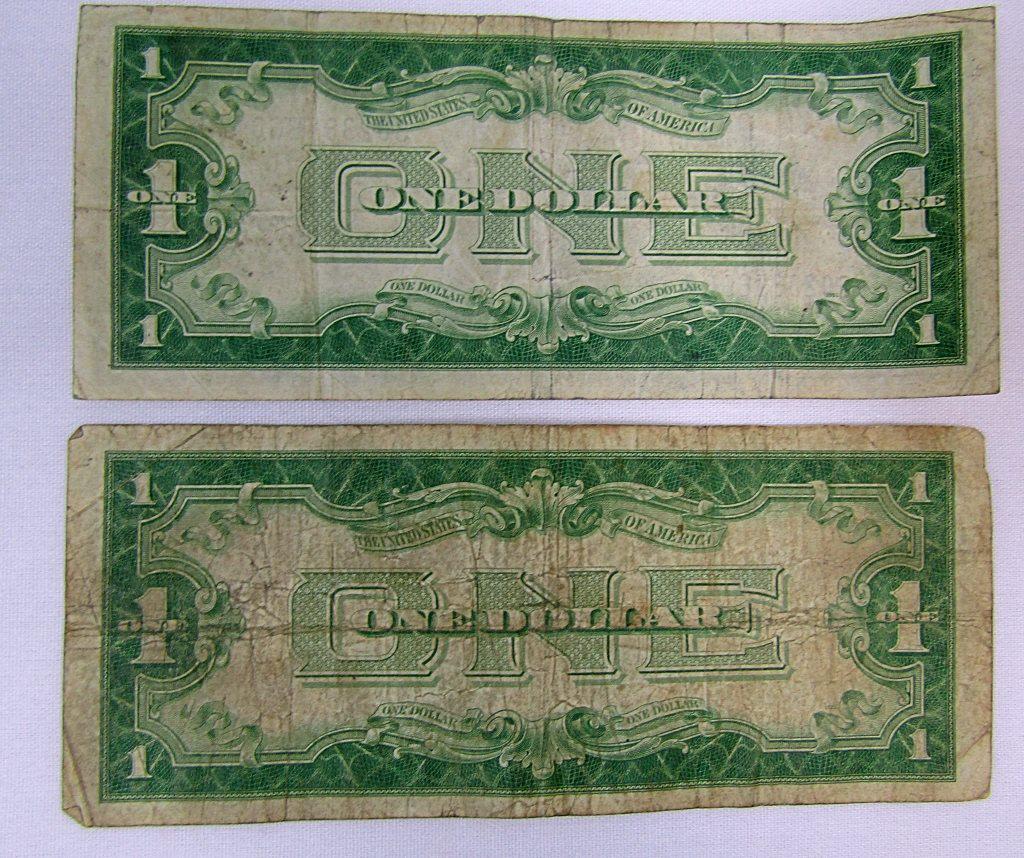 1 1
THE UNITED STATES OF AMERICA
ONE
ONE DOLLAR
1 ONE 1 ONE
ONE DOLLAR ONE DOLLAR
1 1
1 1
THE UNITED STATES OF AMERICA
ONE
ONE DOLLAR
1 ONE 1 ONE
ONE DOLLAR ONE DOLLAR
1 1